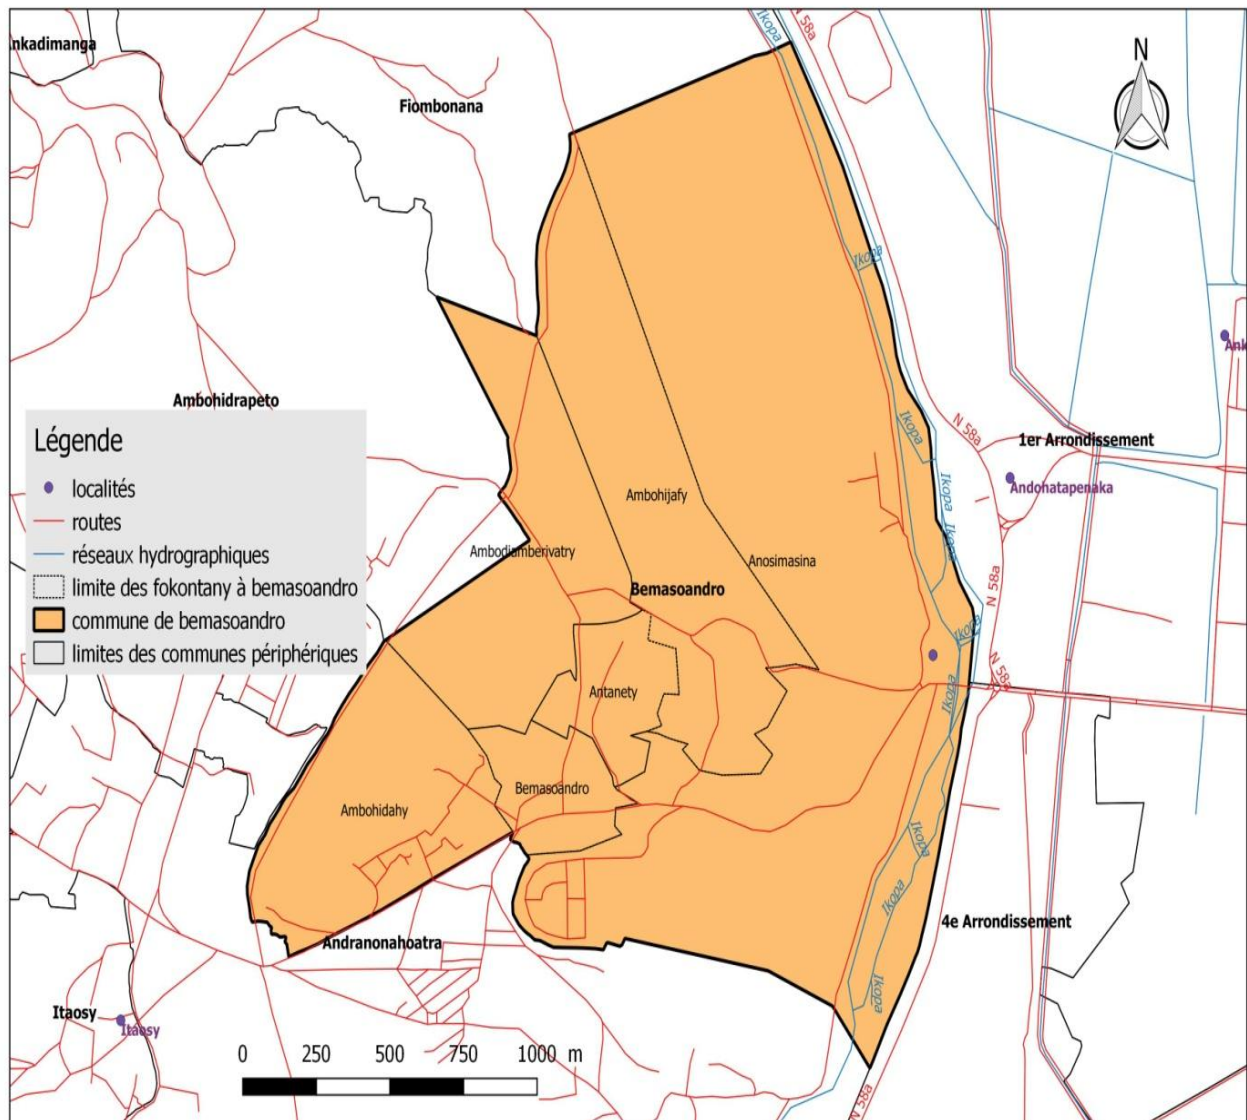 Ikopa
N 58a
N
Ankadimanga
Fiombonana
Ikopa
Ank
Ambohidrapeto
Ikopa
N 58a
1er Arrondissement
Légende
localités
routes
réseaux hydrographiques
limite des fokontany à bemasoandro
commune de bemasoandro
limites des communes périphériques
Ambohijafy
Ikopa
Andohatapenaka
Ambodiamberivatry
Ikopa
Anosimasina
Bemasoandro
N 58a
Ikopa
N 58a
Antanety
Ikopa
Bemasoandro
Ambohidahy
Ikopa
Ikopa
4e Arrondissement
Andranonahoatra
Ikopa
Itaosy
Itaosy
0 250 500 750 1000 m
N 58a